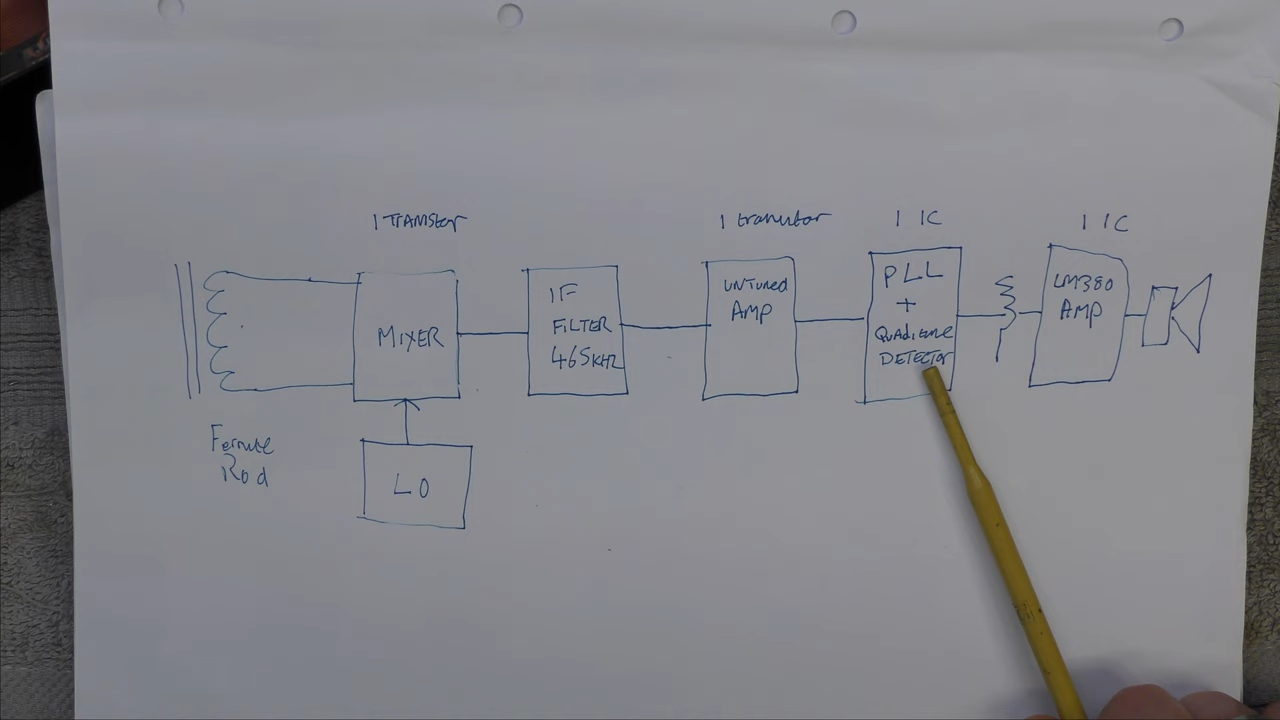 1 TRANSISTOR
1 transistor
1 IC
1 IC
MIXER
IF
FILTER
465KHZ
UNTUNED
AMP
PLL
+
QUADRATURE
DETECTOR
LM380
AMP
Ferrite
Rod
LO